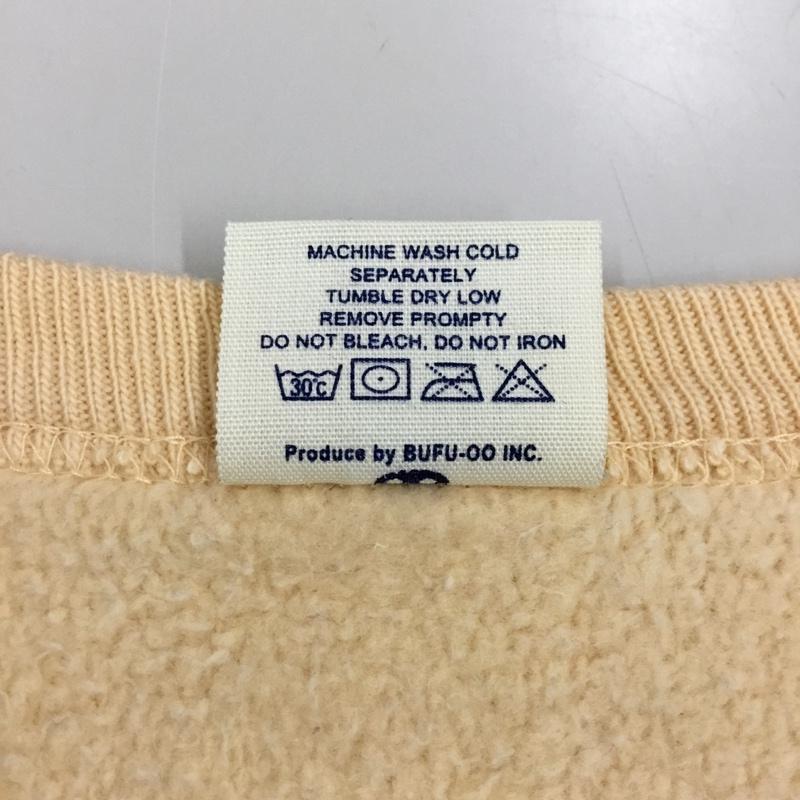 MACHINE WASH COLD
SEPARATELY
TUMBLE DRY LOW
REMOVE PROMPTY
DO NOT BLEACH, DO NOT IRON
30°C
Produce by BUFU-OO INC.